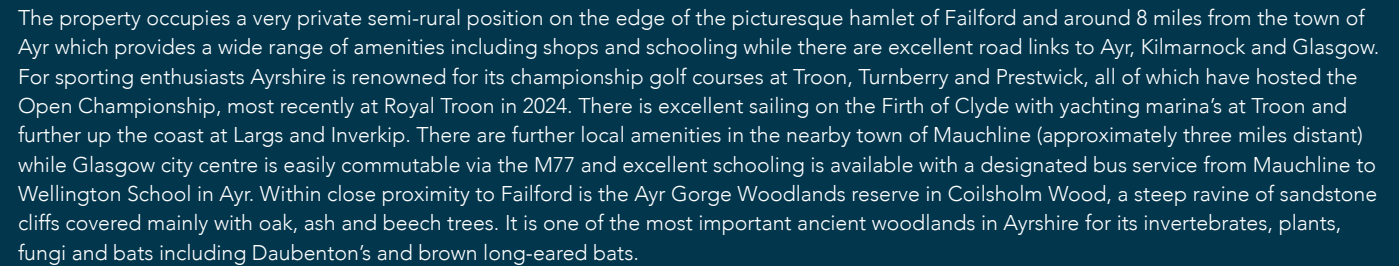 The property occupies a very private semi-rural position on the edge of the picturesque hamlet of Failford and around 8 miles from the town of
Ayr which provides a wide range of amenities including shops and schooling while there are excellent road links to Ayr, Kilmarnock and Glasgow.
For sporting enthusiasts Ayrshire is renowned for its championship golf courses at Troon, Turnberry and Prestwick, all of which have hosted the
Open Championship, most recently at Royal Troon in 2024. There is excellent sailing on the Firth of Clyde with yachting marina’s at Troon and
further up the coast at Largs and Inverkip. There are further local amenities in the nearby town of Mauchline (approximately three miles distant)
while Glasgow city centre is easily commutable via the M77 and excellent schooling is available with a designated bus service from Mauchline to
Wellington School in Ayr. Within close proximity to Failford is the Ayr Gorge Woodlands reserve in Coilsholm Wood, a steep ravine of sandstone
cliffs covered mainly with oak, ash and beech trees. It is one of the most important ancient woodlands in Ayrshire for its invertebrates, plants,
fungi and bats including Daubenton’s and brown long-eared bats.